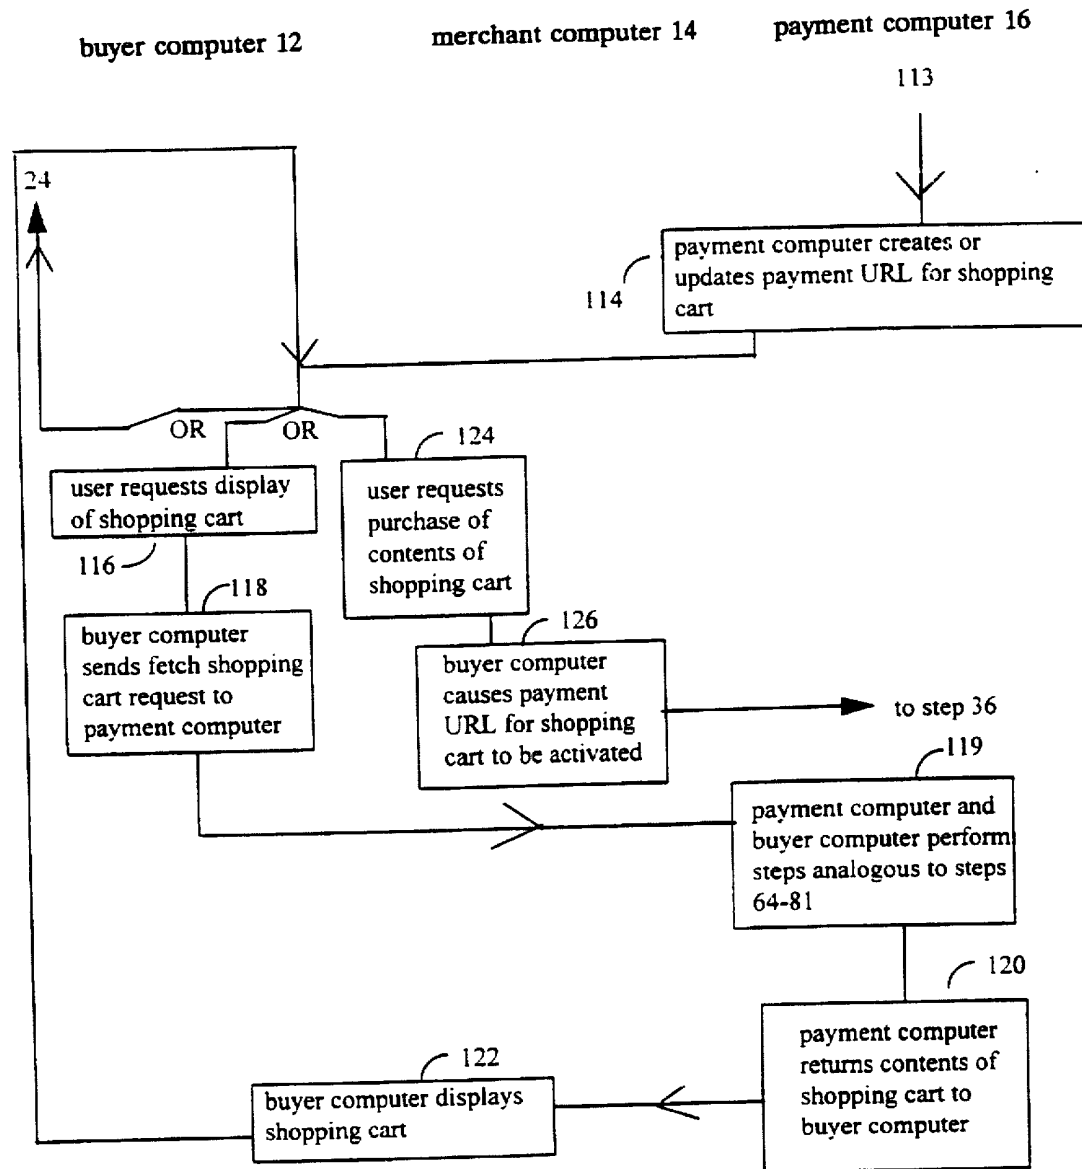 buyer computer 12
merchant computer 14
payment computer 16
113
24
payment computer creates or
updates payment URL for shopping
cart
114
OR
OR
124
user requests display
of shopping cart
116
user requests
purchase of
contents of
shopping cart
118
buyer computer
sends fetch shopping
cart request to
payment computer
126
buyer computer
causes payment
URL for shopping
cart to be activated
to step 36
119
payment computer and
buyer computer perform
steps analogous to steps
64-81
120
payment computer
returns contents of
shopping cart to
buyer computer
122
buyer computer displays
shopping cart